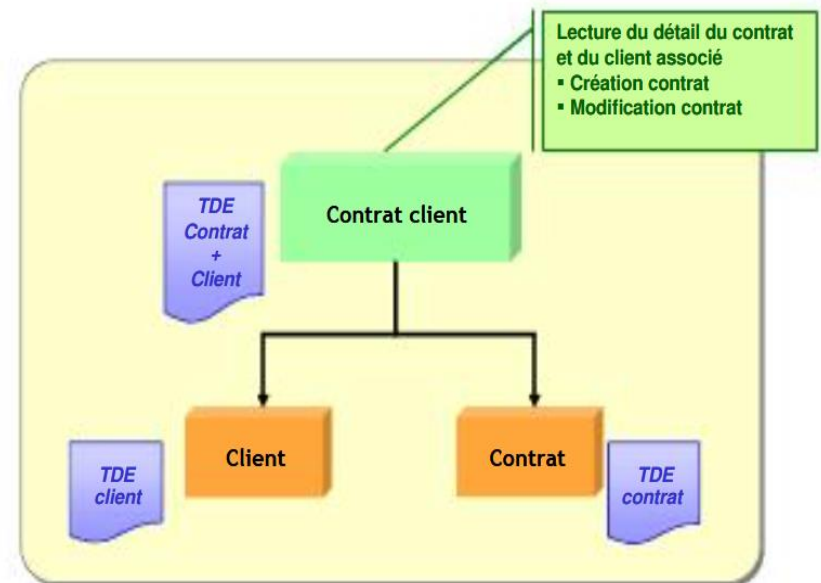 Lecture du détail du contrat
et du client associé
▪ Création contrat
▪ Modification contrat
TDE
Contrat
+
Client
Contrat client
Client
Contrat
TDE
client
TDE
contrat